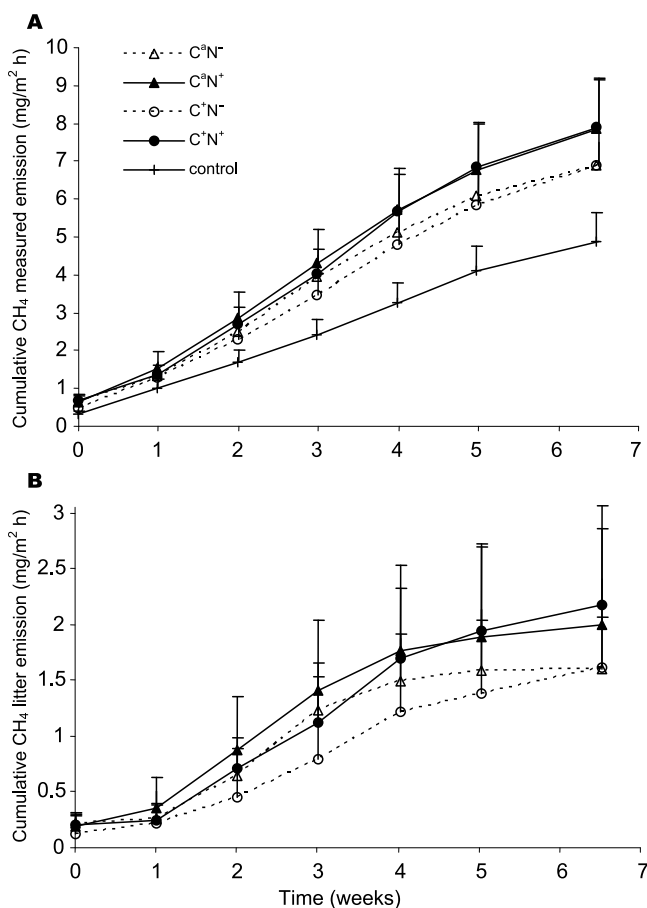 A
CᵃN⁻
CᵃN⁺
C⁺N⁻
C⁺N⁺
control
Cumulative CH₄ measured emission (mg/m² h)
10
9
8
7
6
5
4
3
2
1
0
0 1 2 3 4 5 6 7
B
Cumulative CH₄ litter emission (mg/m² h)
3
2.5
2
1.5
1
0.5
0
0 1 2 3 4 5 6 7
Time (weeks)